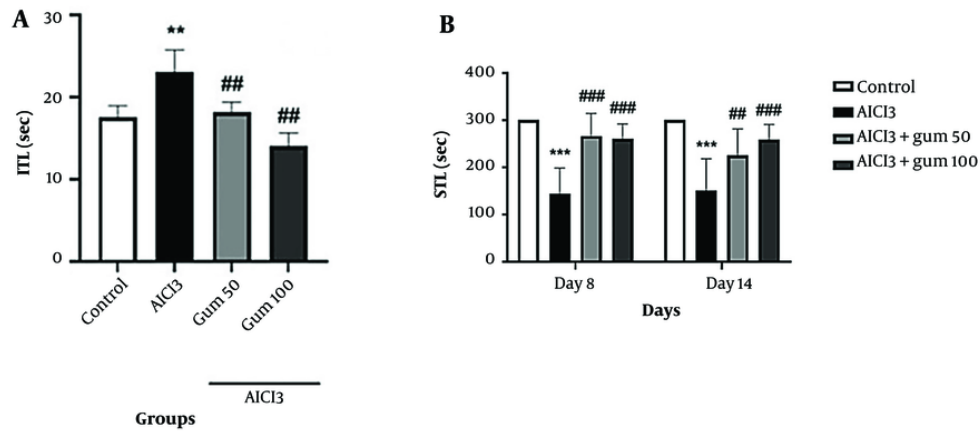 A
30
20
10
0
ITL (sec)
**
##
##
Control
AlCl3
Gum 50
Gum 100
AlCl3
Groups
B
400
300
200
100
0
STL (sec)
***
###
###
***
##
###
Day 8
Day 14
Days
Control
AlCl3
AlCl3 + gum 50
AlCl3 + gum 100